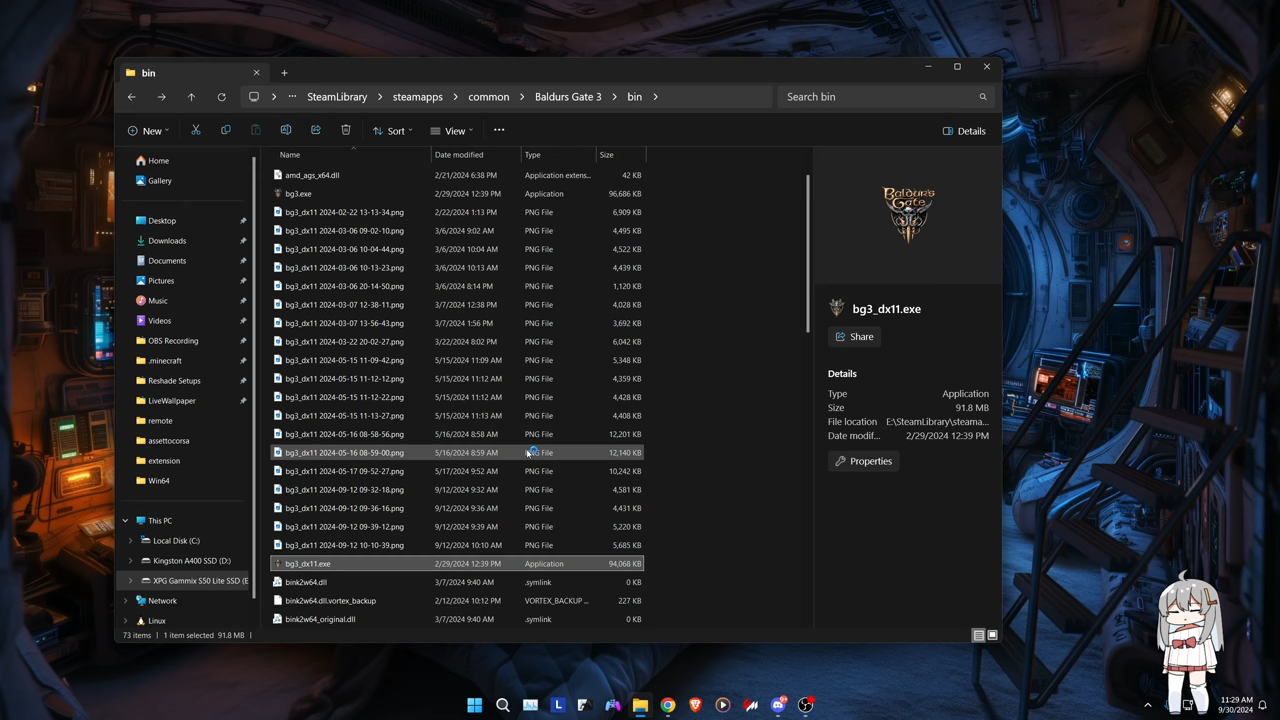 bin
SteamLibrary steamapps common Baldurs Gate 3 bin
Search bin
New Sort View Details
Name Date modified Type Size
Home
Gallery
Desktop
Downloads
Documents
Pictures
Music
Videos
OBS Recording
.minecraft
Reshade Setups
LiveWallpaper
remote
assettocorsa
extension
Win64
This PC
Local Disk (C:)
Kingston A400 SSD (D:)
XPG Gammix S50 Lite SSD (E
Network
Linux
amd_ags_x64.dll 2/21/2024 6:38 PM Application extens... 42 KB
bg3.exe 2/29/2024 12:39 PM Application 96,686 KB
bg3_dx11 2024-02-22 13-13-34.png 2/22/2024 1:13 PM PNG File 6,909 KB
bg3_dx11 2024-03-06 09-02-10.png 3/6/2024 9:02 AM PNG File 4,495 KB
bg3_dx11 2024-03-06 10-04-44.png 3/6/2024 10:04 AM PNG File 4,522 KB
bg3_dx11 2024-03-06 10-13-23.png 3/6/2024 10:13 AM PNG File 4,439 KB
bg3_dx11 2024-03-06 20-14-50.png 3/6/2024 8:14 PM PNG File 1,120 KB
bg3_dx11 2024-03-07 12-38-11.png 3/7/2024 12:38 PM PNG File 4,028 KB
bg3_dx11 2024-03-07 13-56-43.png 3/7/2024 1:56 PM PNG File 3,692 KB
bg3_dx11 2024-03-22 20-02-27.png 3/22/2024 8:02 PM PNG File 6,042 KB
bg3_dx11 2024-05-15 11-09-42.png 5/15/2024 11:09 AM PNG File 5,348 KB
bg3_dx11 2024-05-15 11-12-12.png 5/15/2024 11:12 AM PNG File 4,359 KB
bg3_dx11 2024-05-15 11-12-22.png 5/15/2024 11:12 AM PNG File 4,428 KB
bg3_dx11 2024-05-15 11-13-27.png 5/15/2024 11:13 AM PNG File 4,408 KB
bg3_dx11 2024-05-16 08-58-56.png 5/16/2024 8:58 AM PNG File 12,201 KB
bg3_dx11 2024-05-16 08-59-00.png 5/16/2024 8:59 AM File 12,140 KB
bg3_dx11 2024-05-17 09-52-27.png 5/17/2024 9:52 AM PNG File 10,242 KB
bg3_dx11 2024-09-12 09-32-18.png 9/12/2024 9:32 AM PNG File 4,581 KB
bg3_dx11 2024-09-12 09-36-16.png 9/12/2024 9:36 AM PNG File 4,431 KB
bg3_dx11 2024-09-12 09-39-12.png 9/12/2024 9:39 AM PNG File 5,220 KB
bg3_dx11 2024-09-12 10-10-39.png 9/12/2024 10:10 AM PNG File 5,685 KB
bg3_dx11.exe 2/29/2024 12:39 PM Application 94,068 KB
bink2w64.dll 3/7/2024 9:40 AM .symlink 0 KB
bink2w64.dll.vortex_backup 2/12/2024 10:12 PM VORTEX_BACKUP ... 227 KB
bink2w64_original.dll 3/7/2024 9:40 AM .symlink 0 KB
BALDUR'S
GATE
bg3_dx11.exe
Share
Details
Type Application
Size 91.8 MB
File location E:\SteamLibrary\steama...
Date modif... 2/29/2024 12:39 PM
Properties
73 items 1 item selected 91.8 MB
11:29 AM
9/30/2024